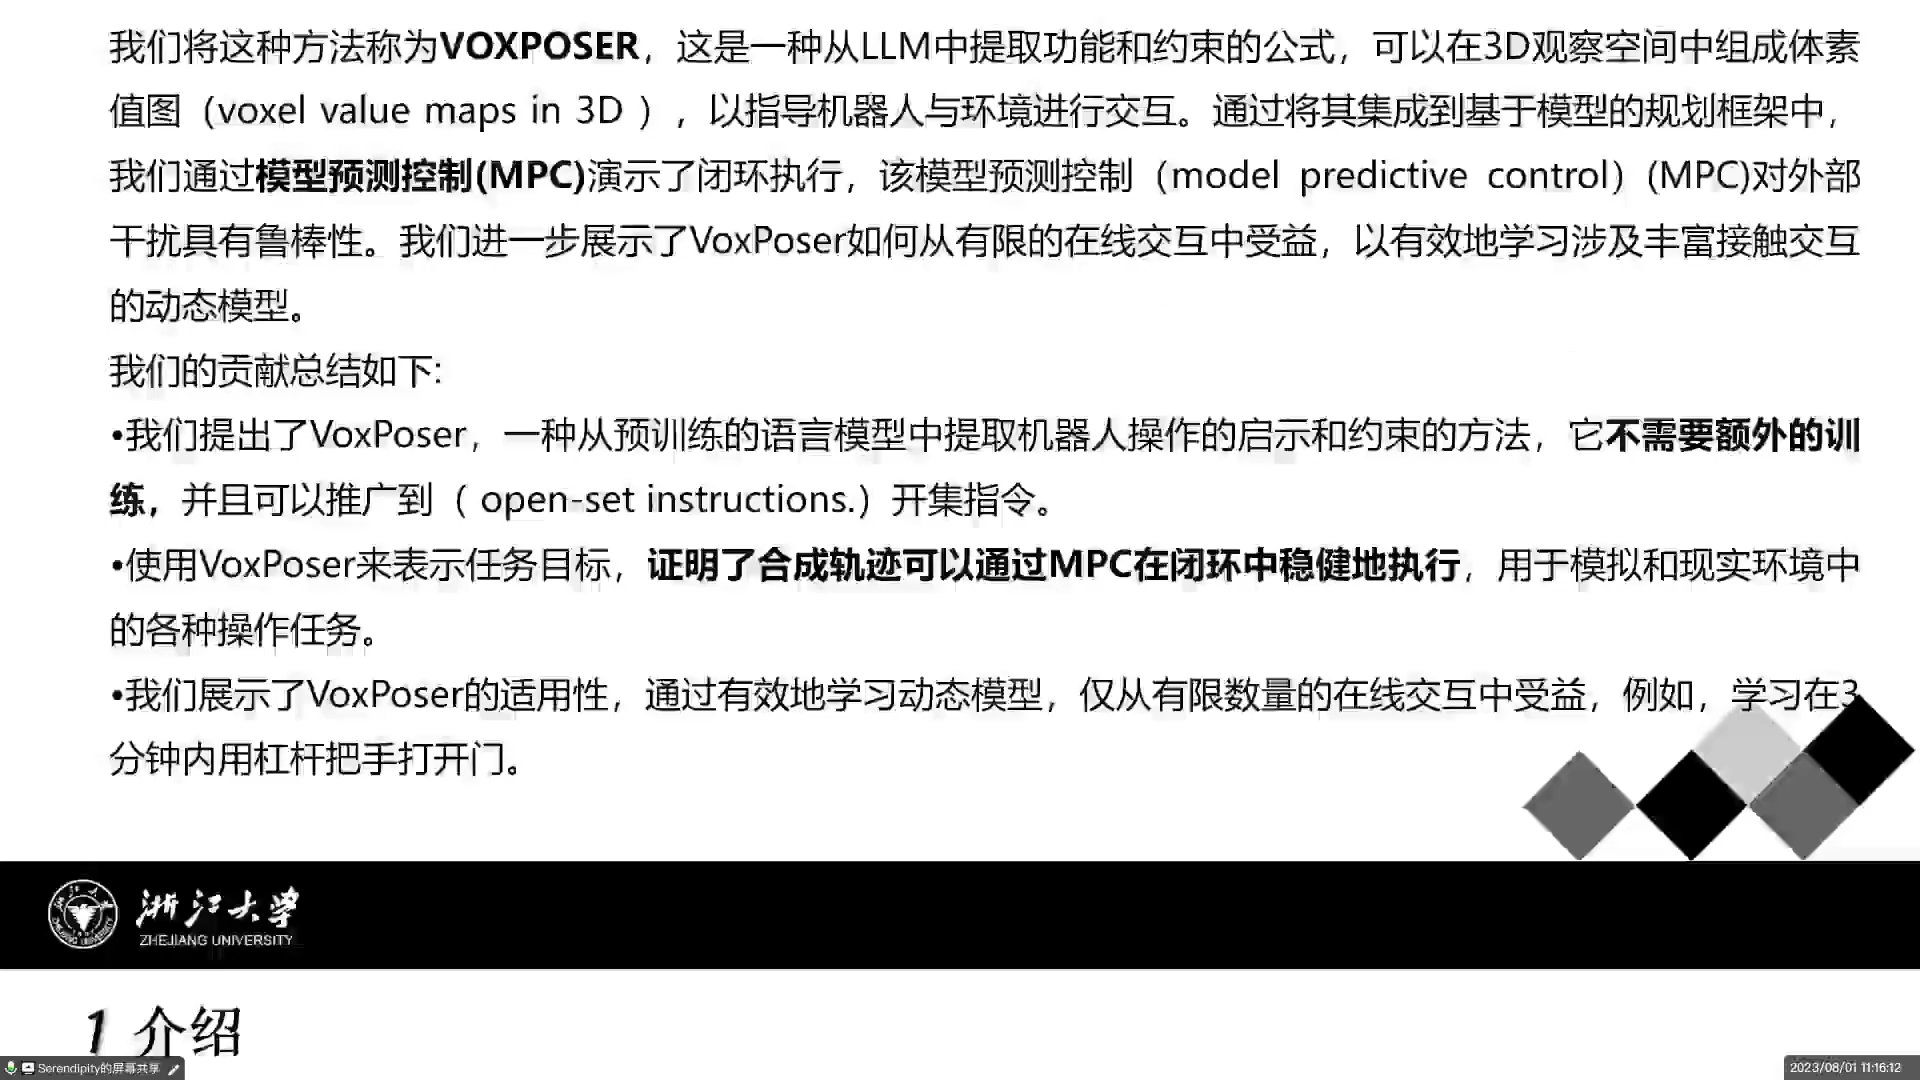 我们将这种方法称为VOXPOSER，这是一种从LLM中提取功能和约束的公式，可以在3D观察空间中组成体素
值图（voxel value maps in 3D ），以指导机器人与环境进行交互。通过将其集成到基于模型的规划框架中，
我们通过模型预测控制(MPC)演示了闭环执行，该模型预测控制（model predictive control）(MPC)对外部
干扰具有鲁棒性。我们进一步展示了VoxPoser如何从有限的在线交互中受益，以有效地学习涉及丰富接触交互
的动态模型。
我们的贡献总结如下:
•我们提出了VoxPoser，一种从预训练的语言模型中提取机器人操作的启示和约束的方法，它不需要额外的训
练，并且可以推广到（ open-set instructions.）开集指令。
•使用VoxPoser来表示任务目标，证明了合成轨迹可以通过MPC在闭环中稳健地执行，用于模拟和现实环境中
的各种操作任务。
•我们展示了VoxPoser的适用性，通过有效地学习动态模型，仅从有限数量的在线交互中受益，例如，学习在3
分钟内用杠杆把手打开门。
浙江大学
ZHEJIANG UNIVERSITY
1 介绍
Serendipity的屏幕共享
2023/08/01 11:16:12